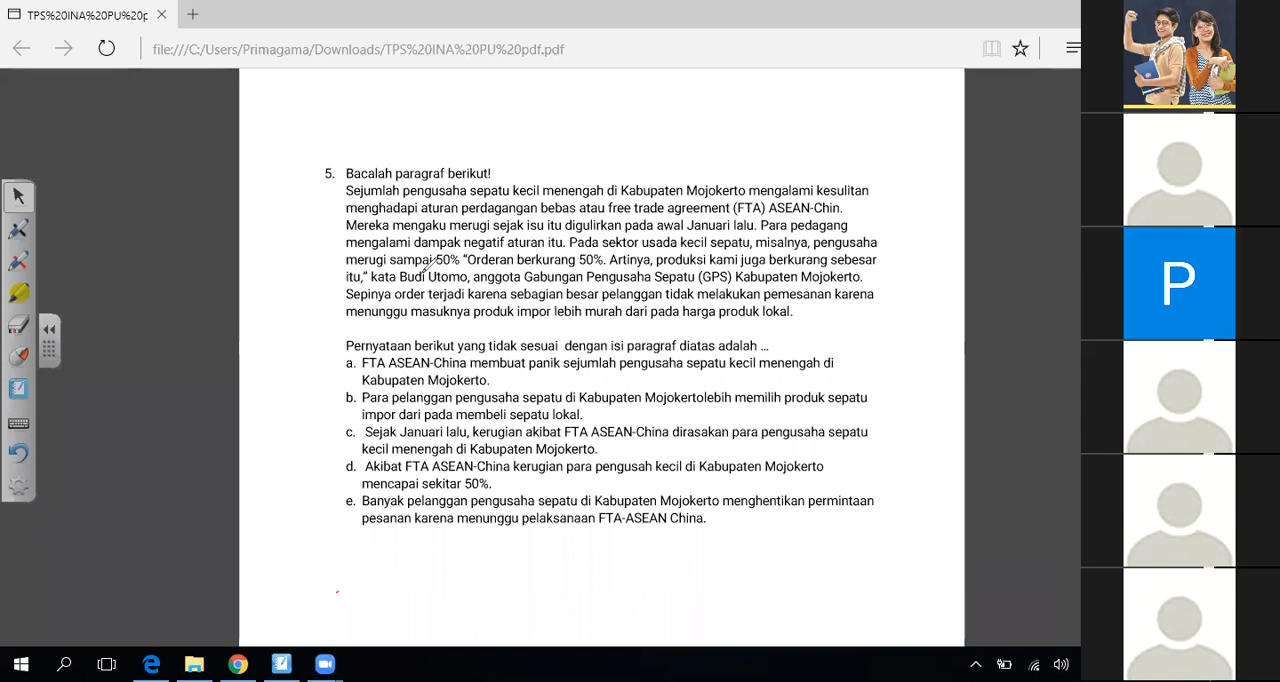 TPS%20INA%20PU%20p
file:///C:/Users/Primagama/Downloads/TPS%20INA%20PU%20pdf.pdf
5. Bacalah paragraf berikut!
Sejumlah pengusaha sepatu kecil menengah di Kabupaten Mojokerto mengalami kesulitan
menghadapi aturan perdagangan bebas atau free trade agreement (FTA) ASEAN-Chin.
Mereka mengaku merugi sejak isu itu digulirkan pada awal Januari lalu. Para pedagang
mengalami dampak negatif aturan itu. Pada sektor usada kecil sepatu, misalnya, pengusaha
merugi sampai 50% “Orderan berkurang 50%. Artinya, produksi kami juga berkurang sebesar
itu,” kata Budi Utomo, anggota Gabungan Pengusaha Sepatu (GPS) Kabupaten Mojokerto.
Sepinya order terjadi karena sebagian besar pelanggan tidak melakukan pemesanan karena
menunggu masuknya produk impor lebih murah dari pada harga produk lokal.
Pernyataan berikut yang tidak sesuai dengan isi paragraf diatas adalah ...
a. FTA ASEAN-China membuat panik sejumlah pengusaha sepatu kecil menengah di
Kabupaten Mojokerto.
b. Para pelanggan pengusaha sepatu di Kabupaten Mojokertolebih memilih produk sepatu
impor dari pada membeli sepatu lokal.
c. Sejak Januari lalu, kerugian akibat FTA ASEAN-China dirasakan para pengusaha sepatu
kecil menengah di Kabupaten Mojokerto.
d. Akibat FTA ASEAN-China kerugian para pengusah kecil di Kabupaten Mojokerto
mencapai sekitar 50%.
e. Banyak pelanggan pengusaha sepatu di Kabupaten Mojokerto menghentikan permintaan
pesanan karena menunggu pelaksanaan FTA-ASEAN China.
P